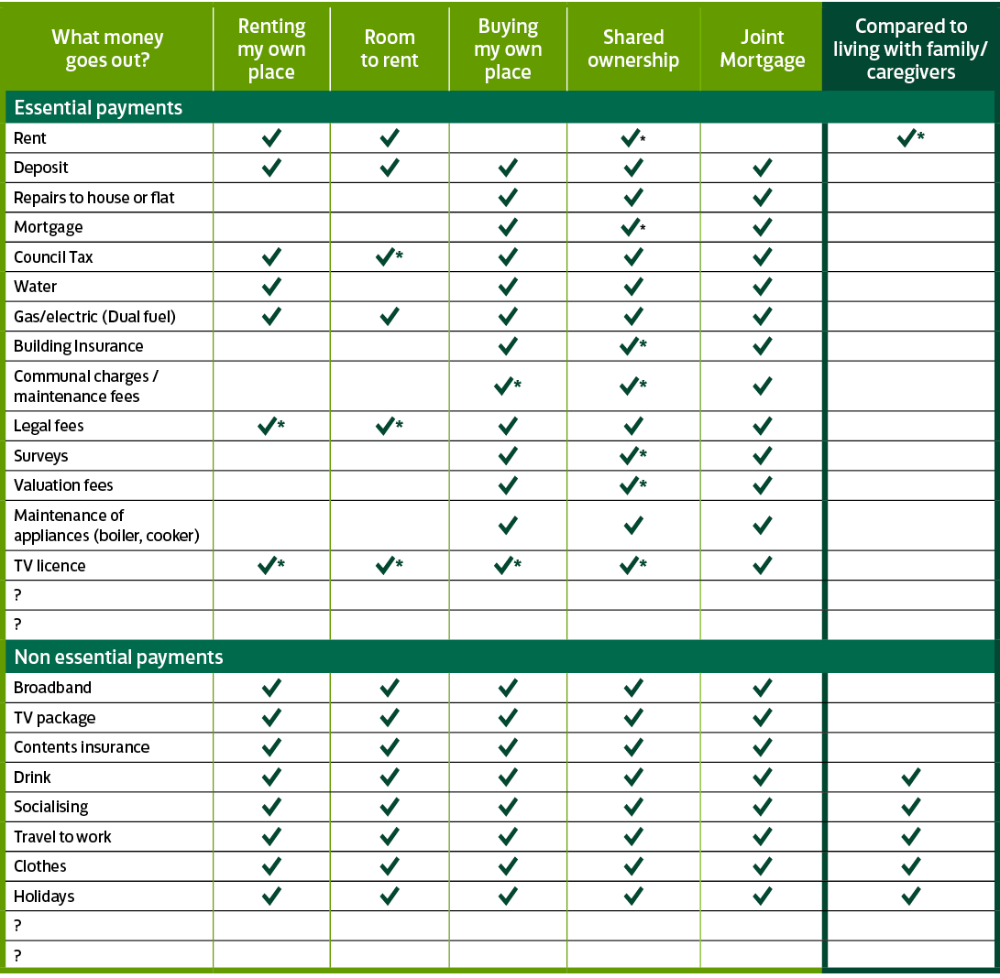 What money
goes out?
Renting
my own
place
Room
to rent
Buying
my own
place
Shared
ownership
Joint
Mortgage
Compared to
living with family/
caregivers
Essential payments
Rent ✓ ✓ ✓* ✓*
Deposit ✓ ✓ ✓ ✓ ✓
Repairs to house or flat ✓ ✓ ✓
Mortgage ✓ ✓* ✓
Council Tax ✓ ✓* ✓ ✓ ✓
Water ✓ ✓ ✓ ✓
Gas/electric (Dual fuel) ✓ ✓ ✓ ✓ ✓
Building Insurance ✓ ✓* ✓
Communal charges /
maintenance fees ✓* ✓* ✓
Legal fees ✓* ✓* ✓ ✓ ✓
Surveys ✓ ✓* ✓
Valuation fees ✓ ✓* ✓
Maintenance of
appliances (boiler, cooker) ✓ ✓ ✓
TV licence ✓* ✓* ✓* ✓* ✓
?
?
Non essential payments
Broadband ✓ ✓ ✓ ✓ ✓
TV package ✓ ✓ ✓ ✓ ✓
Contents insurance ✓ ✓ ✓ ✓ ✓
Drink ✓ ✓ ✓ ✓ ✓ ✓
Socialising ✓ ✓ ✓ ✓ ✓ ✓
Travel to work ✓ ✓ ✓ ✓ ✓ ✓
Clothes ✓ ✓ ✓ ✓ ✓ ✓
Holidays ✓ ✓ ✓ ✓ ✓ ✓
?
?